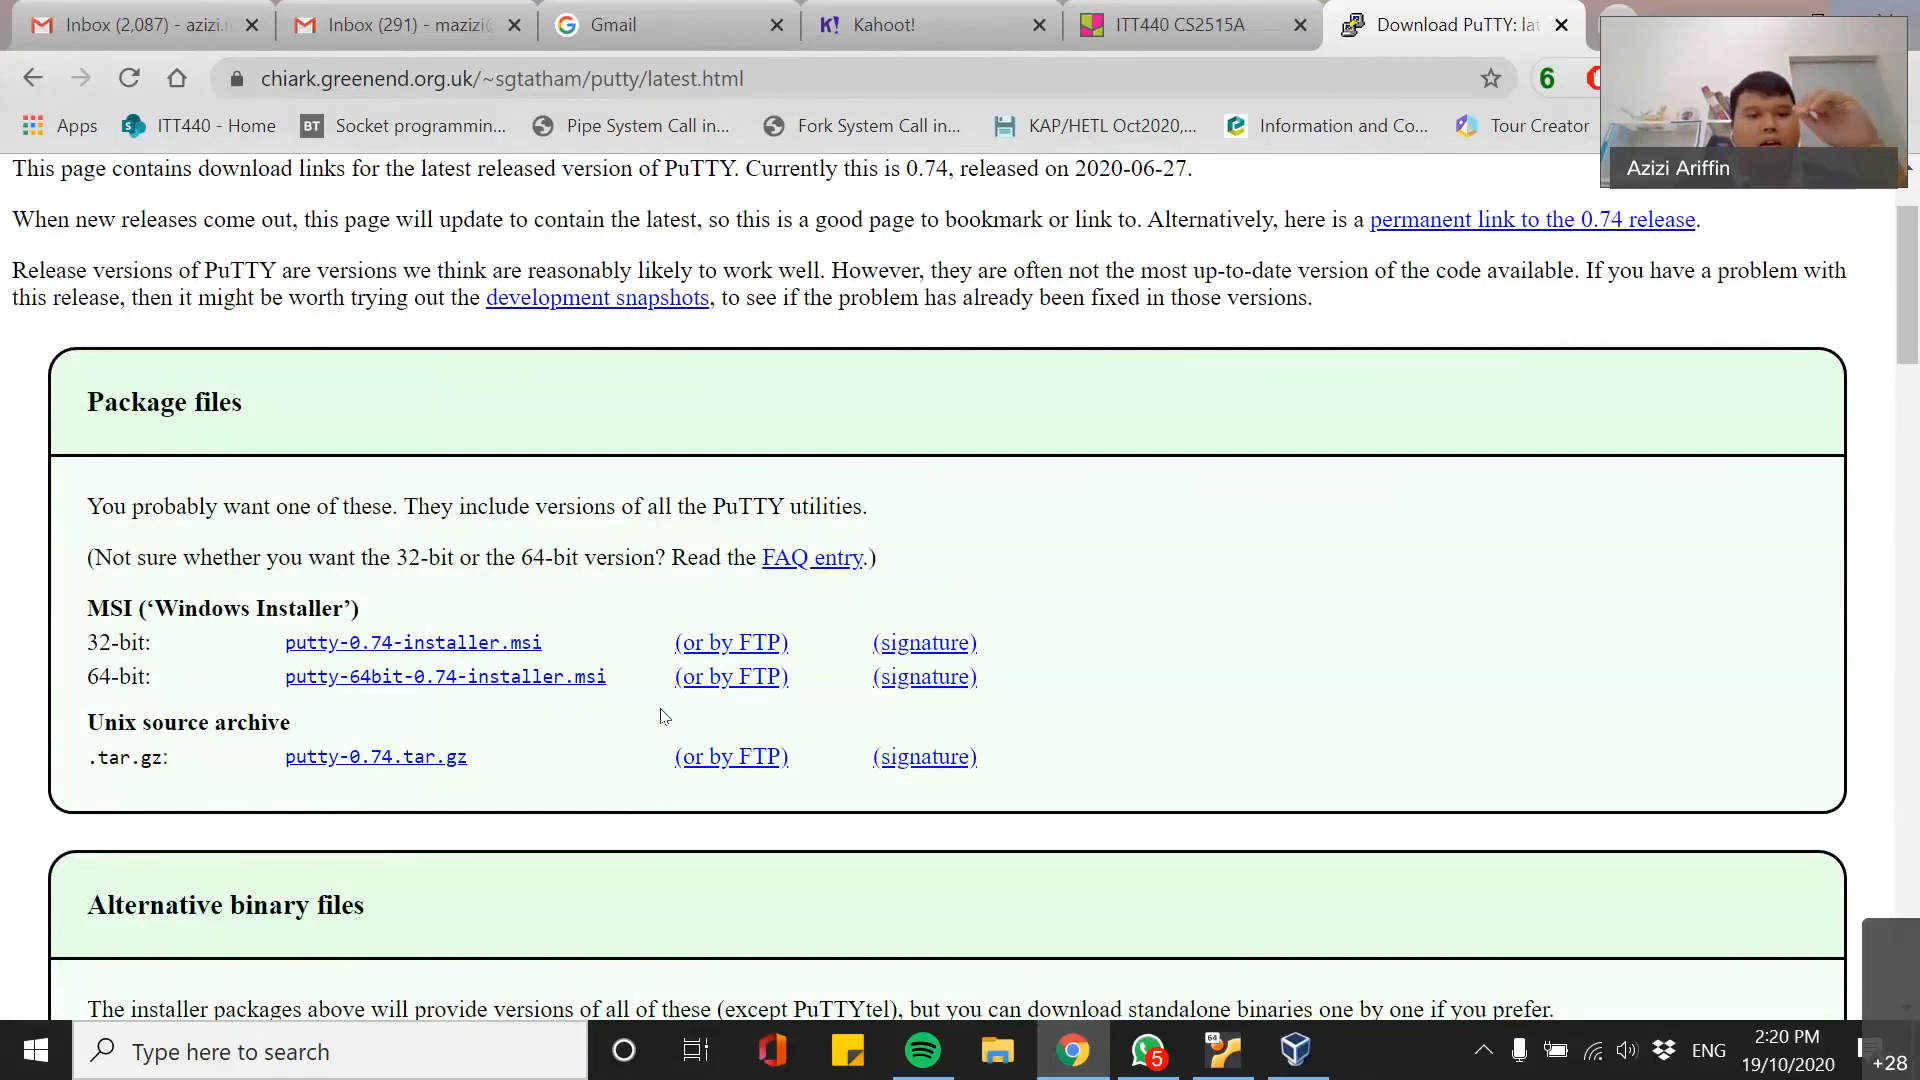 Inbox (2,087) - azizi.
Inbox (291) - mazizi@
Gmail
Kahoot!
ITT440 CS2515A
Download PuTTY: lat
chiark.greenend.org.uk/~sgtatham/putty/latest.html
6
Apps
ITT440 - Home
BT
Socket programmin...
Pipe System Call in...
Fork System Call in...
KAP/HETL Oct2020,...
Information and Co...
Tour Creator
Azizi Ariffin
This page contains download links for the latest released version of PuTTY. Currently this is 0.74, released on 2020-06-27.
When new releases come out, this page will update to contain the latest, so this is a good page to bookmark or link to. Alternatively, here is a permanent link to the 0.74 release.
Release versions of PuTTY are versions we think are reasonably likely to work well. However, they are often not the most up-to-date version of the code available. If you have a problem with
this release, then it might be worth trying out the development snapshots, to see if the problem has already been fixed in those versions.
Package files
You probably want one of these. They include versions of all the PuTTY utilities.
(Not sure whether you want the 32-bit or the 64-bit version? Read the FAQ entry.)
MSI (‘Windows Installer’)
32-bit: putty-0.74-installer.msi (or by FTP) (signature)
64-bit: putty-64bit-0.74-installer.msi (or by FTP) (signature)
Unix source archive
.tar.gz: putty-0.74.tar.gz (or by FTP) (signature)
Alternative binary files
The installer packages above will provide versions of all of these (except PuTTYtel), but you can download standalone binaries one by one if you prefer.
Type here to search
5
64
ENG
2:20 PM
19/10/2020
+28